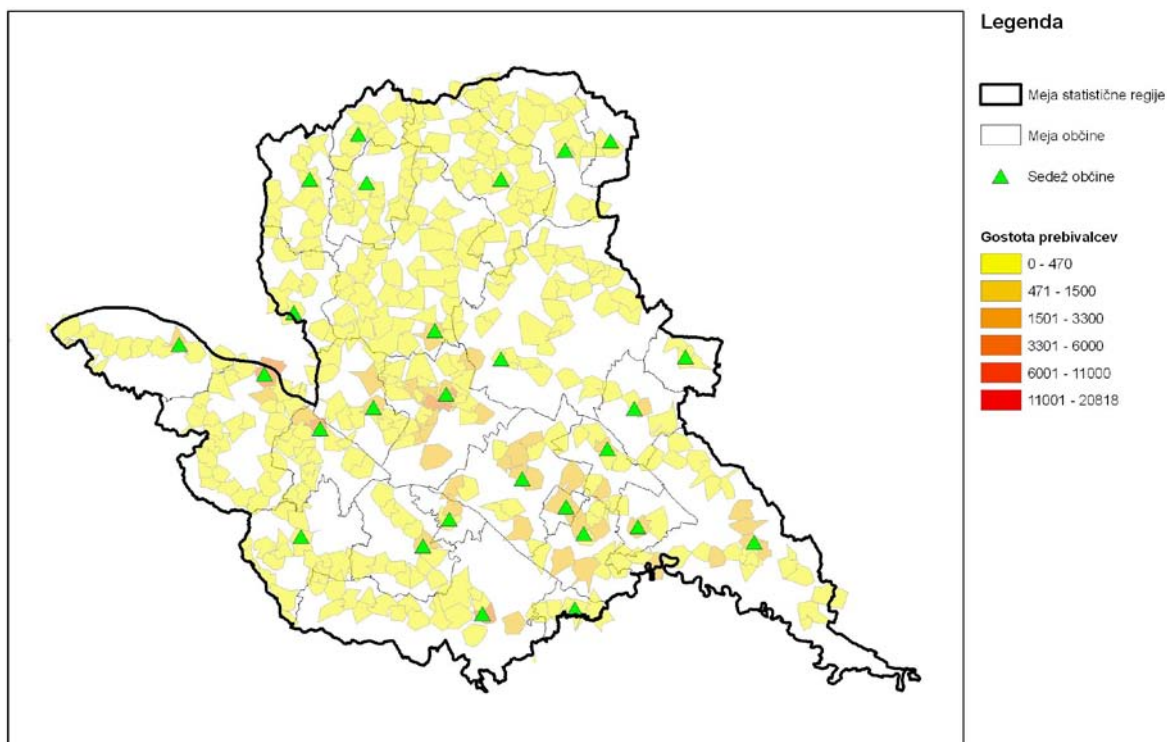 Legenda
Meja statistične regije
Meja občine
Sedež občine
Gostota prebivalcev
0 - 470
471 - 1500
1501 - 3300
3301 - 6000
6001 - 11000
11001 - 20818